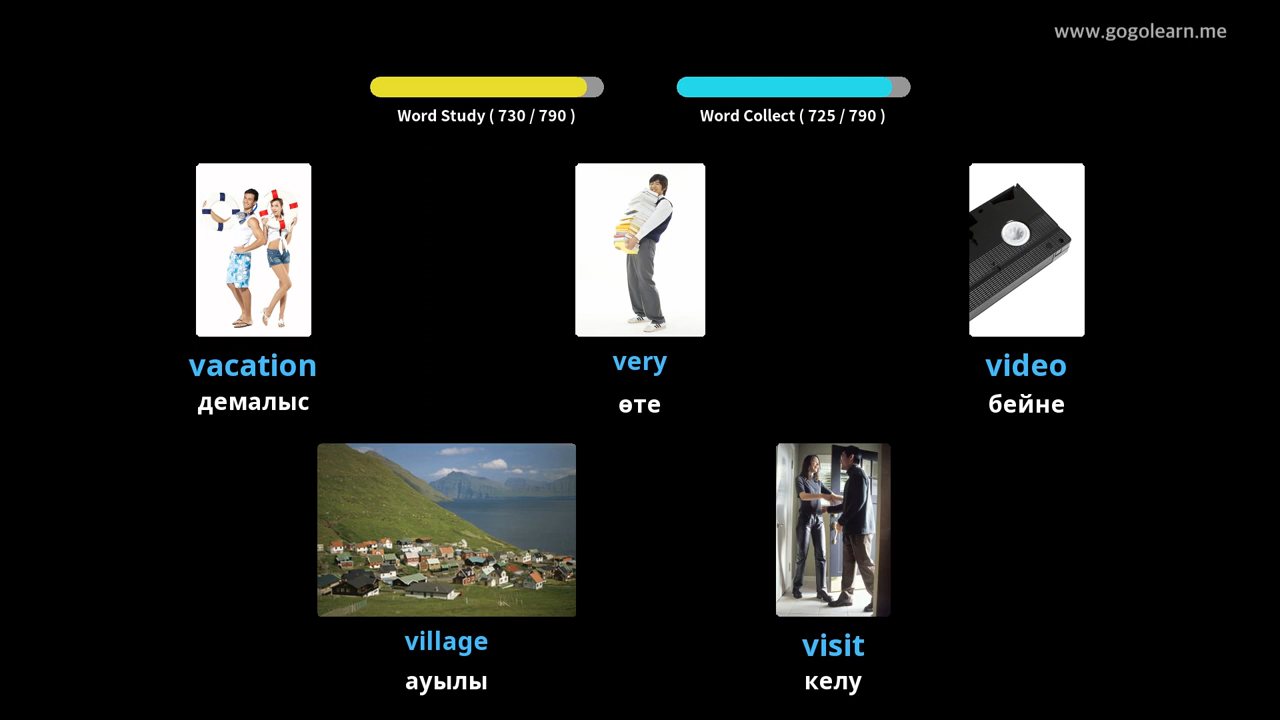 www.gogolearn.me
Word Study ( 730 / 790 )
Word Collect ( 725 / 790 )
vacation
демалыс
very
өте
video
бейне
village
ауылы
visit
келу